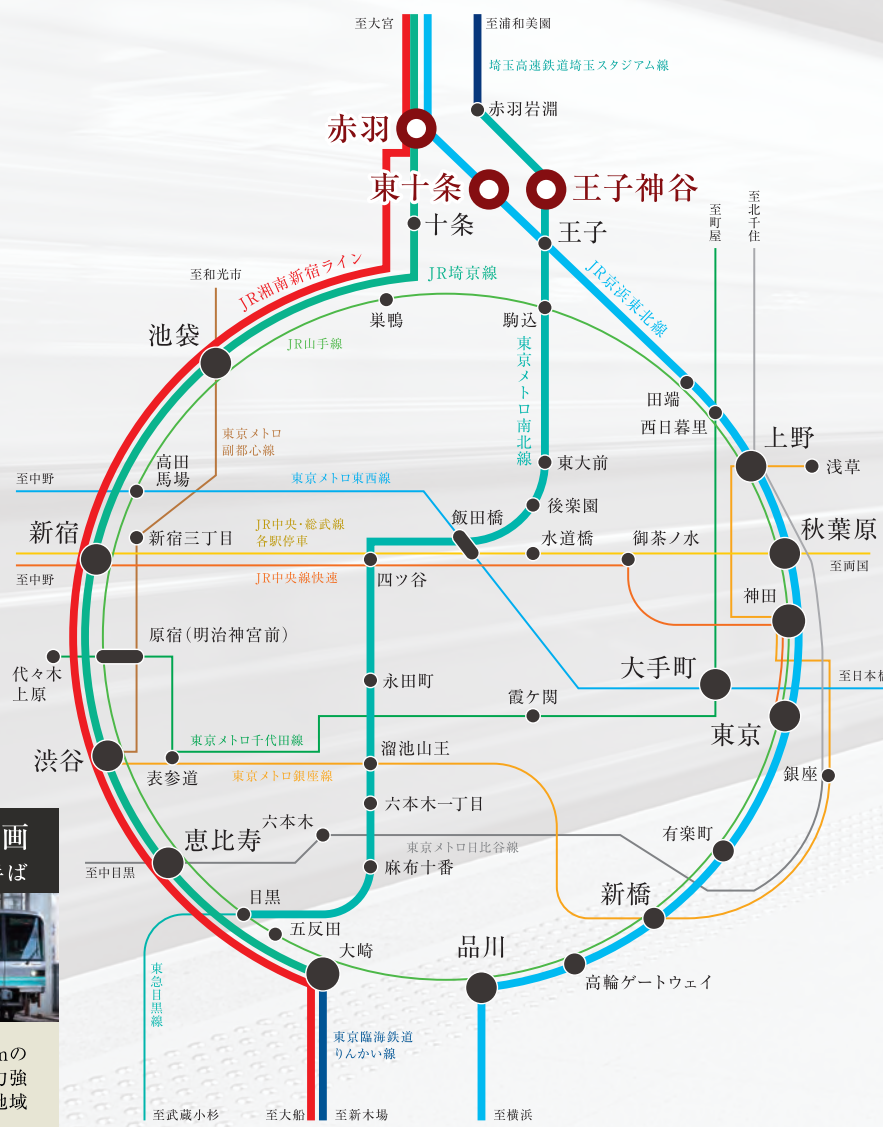 至大宮
至浦和美園
埼玉高速鉄道埼玉スタジアム線
赤羽岩淵
赤羽
東十条
王子神谷
十条
王子
至町屋
至北千住
JR湘南新宿ライン
JR埼京線
JR京浜東北線
至和光市
巣鴨
駒込
池袋
JR山手線
東京メトロ南北線
田端
西日暮里
上野
浅草
東京メトロ
副都心線
高田
馬場
至中野
東京メトロ東西線
東大前
後楽園
飯田橋
水道橋
御茶ノ水
秋葉原
新宿
新宿三丁目
JR中央・総武線
各駅停車
至両国
至中野
JR中央線快速
四ツ谷
神田
原宿（明治神宮前）
代々木
上原
永田町
大手町
至日本橋
霞ケ関
東京
渋谷
東京メトロ千代田線
表参道
東京メトロ銀座線
溜池山王
銀座
六本木一丁目
六本木
恵比寿
東京メトロ日比谷線
有楽町
至中目黒
麻布十番
目黒
五反田
新橋
大崎
品川
高輪ゲートウェイ
東急目黒線
東京臨海鉄道
りんかい線
至武蔵小杉
至大船
至新木場
至横浜
画
そば
mの
強
地域